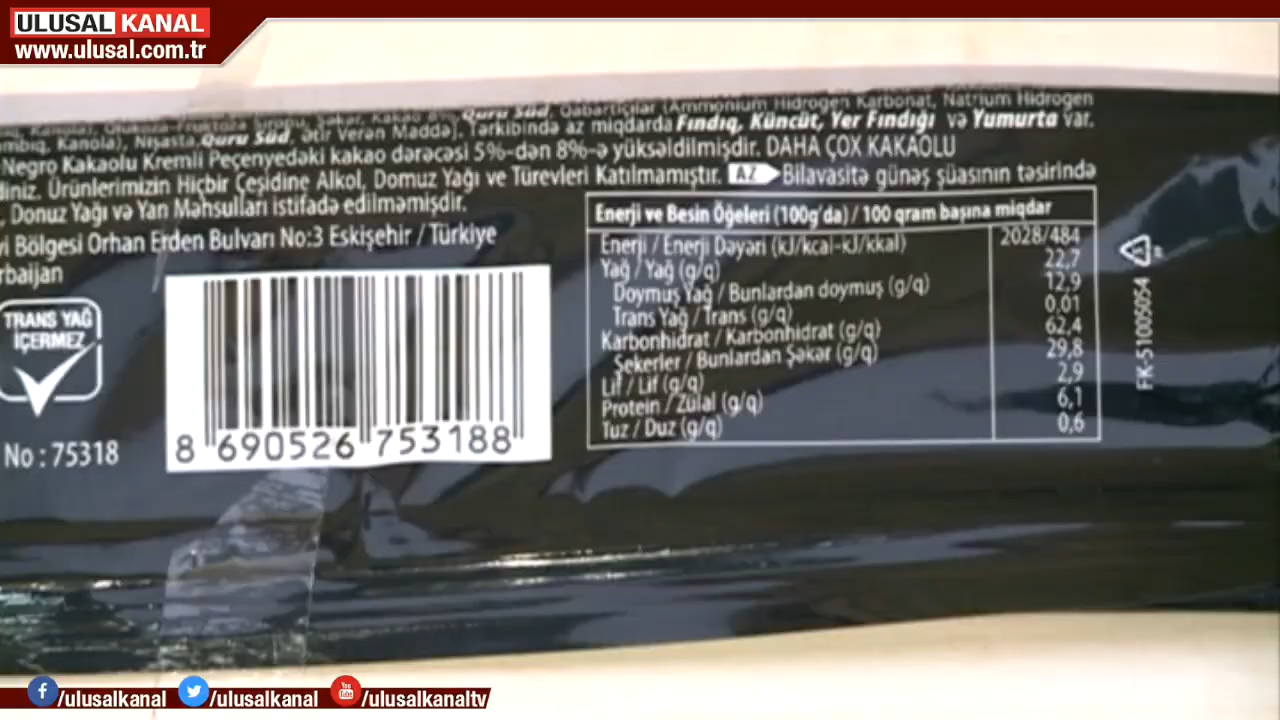 ULUSAL KANAL
www.ulusal.com.tr
Quru Süd, Qabartıcılar (Ammonium Hidrogen Karbonat, Natrium Hidrogen
Kanola), Nişasta, Quru Süd, Ətir Verən Maddə). Tərkibində az miqdarda Fındıq, Küncüt, Yer Fındığı və Yumurta var.
Negro Kakaolu Kremli Peçenyedəki kakao dərəcəsi 5%-dən 8%-ə yüksəldilmişdir. DAHA ÇOX KAKAOLU
Ürünlerimizin Hiçbir Çeşidine Alkol, Domuz Yağı ve Türevleri Katılmamıştır. AZ Bilavasitə günəş şüasının təsirində
Donuz Yağı və Yan Məhsulları istifadə edilməmişdir.
Bölgesi Orhan Erden Bulvarı No:3 Eskişehir / Türkiye
rbaijan
TRANS YAĞ
İÇERMEZ
No : 75318
8 690526 753188
Enerji ve Besin Öğeleri (100g'da) / 100 qram başına miqdar
Enerji / Enerji Dəyəri (kJ/kcal-kJ/kkal) 2028/484
Yağ / Yağ (g/q) 22,7
Doymuş Yağ / Bunlardan doymuş (g/q) 12,9
Trans Yağ / Trans (g/q) 0,01
Karbonhidrat / Karbonhidrat (g/q) 62,4
Şekerler / Bunlardan Şəkər (g/q) 29,8
Lif / Lif (g/q) 2,9
Protein / Zülal (g/q) 6,1
Tuz / Duz (g/q) 0,6
FK-51005054
/ulusalkanal
/ulusalkanal
/ulusalkanaltv